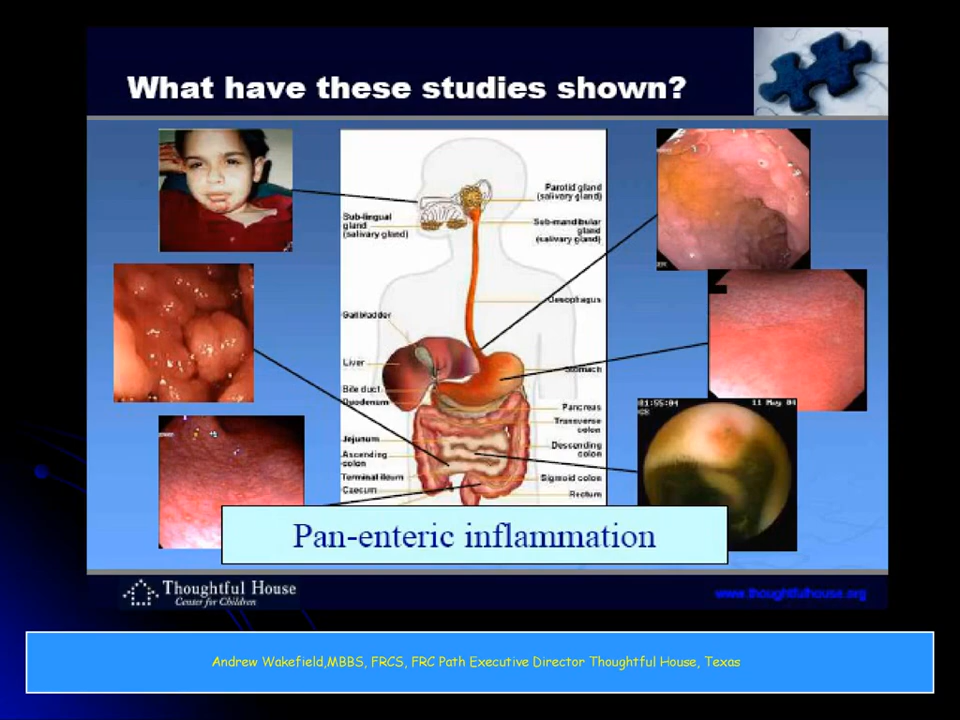 What have these studies shown?
Parotid gland
(salivary gland)
Sub-lingual
gland
(salivary gland)
Sub-mandibular
gland
(salivary gland)
Oesophagus
Gallbladder
Liver
Stomach
Bile duct
Duodenum
Pancreas
Transverse
colon
Jejunum
Descending
colon
Ascending
colon
Terminal ileum
Sigmoid colon
Caecum
Rectum
01:55:04
11 May 04
Pan-enteric inflammation
Thoughtful House
Center for Children
www.thoughtfulhouse.org
Andrew Wakefield,MBBS, FRCS, FRC Path Executive Director Thoughtful House, Texas